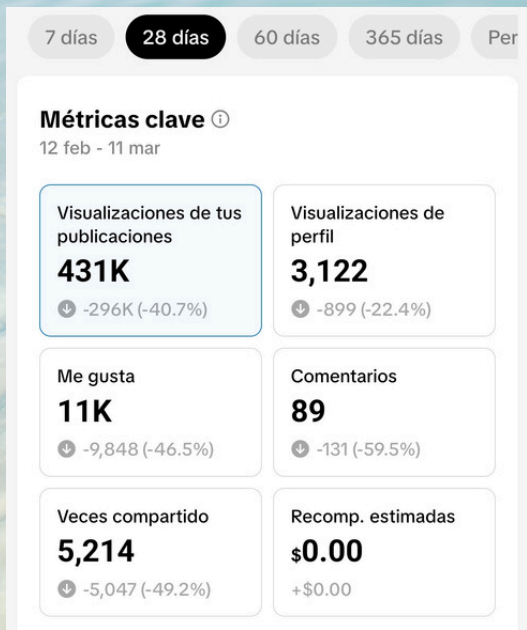 7 días 28 días 60 días 365 días Per
Métricas clave
12 feb - 11 mar
Visualizaciones de tus
publicaciones
431K
-296K (-40.7%)
Visualizaciones de
perfil
3,122
-899 (-22.4%)
Me gusta
11K
-9,848 (-46.5%)
Comentarios
89
-131 (-59.5%)
Veces compartido
5,214
-5,047 (-49.2%)
Recomp. estimadas
$0.00
+$0.00